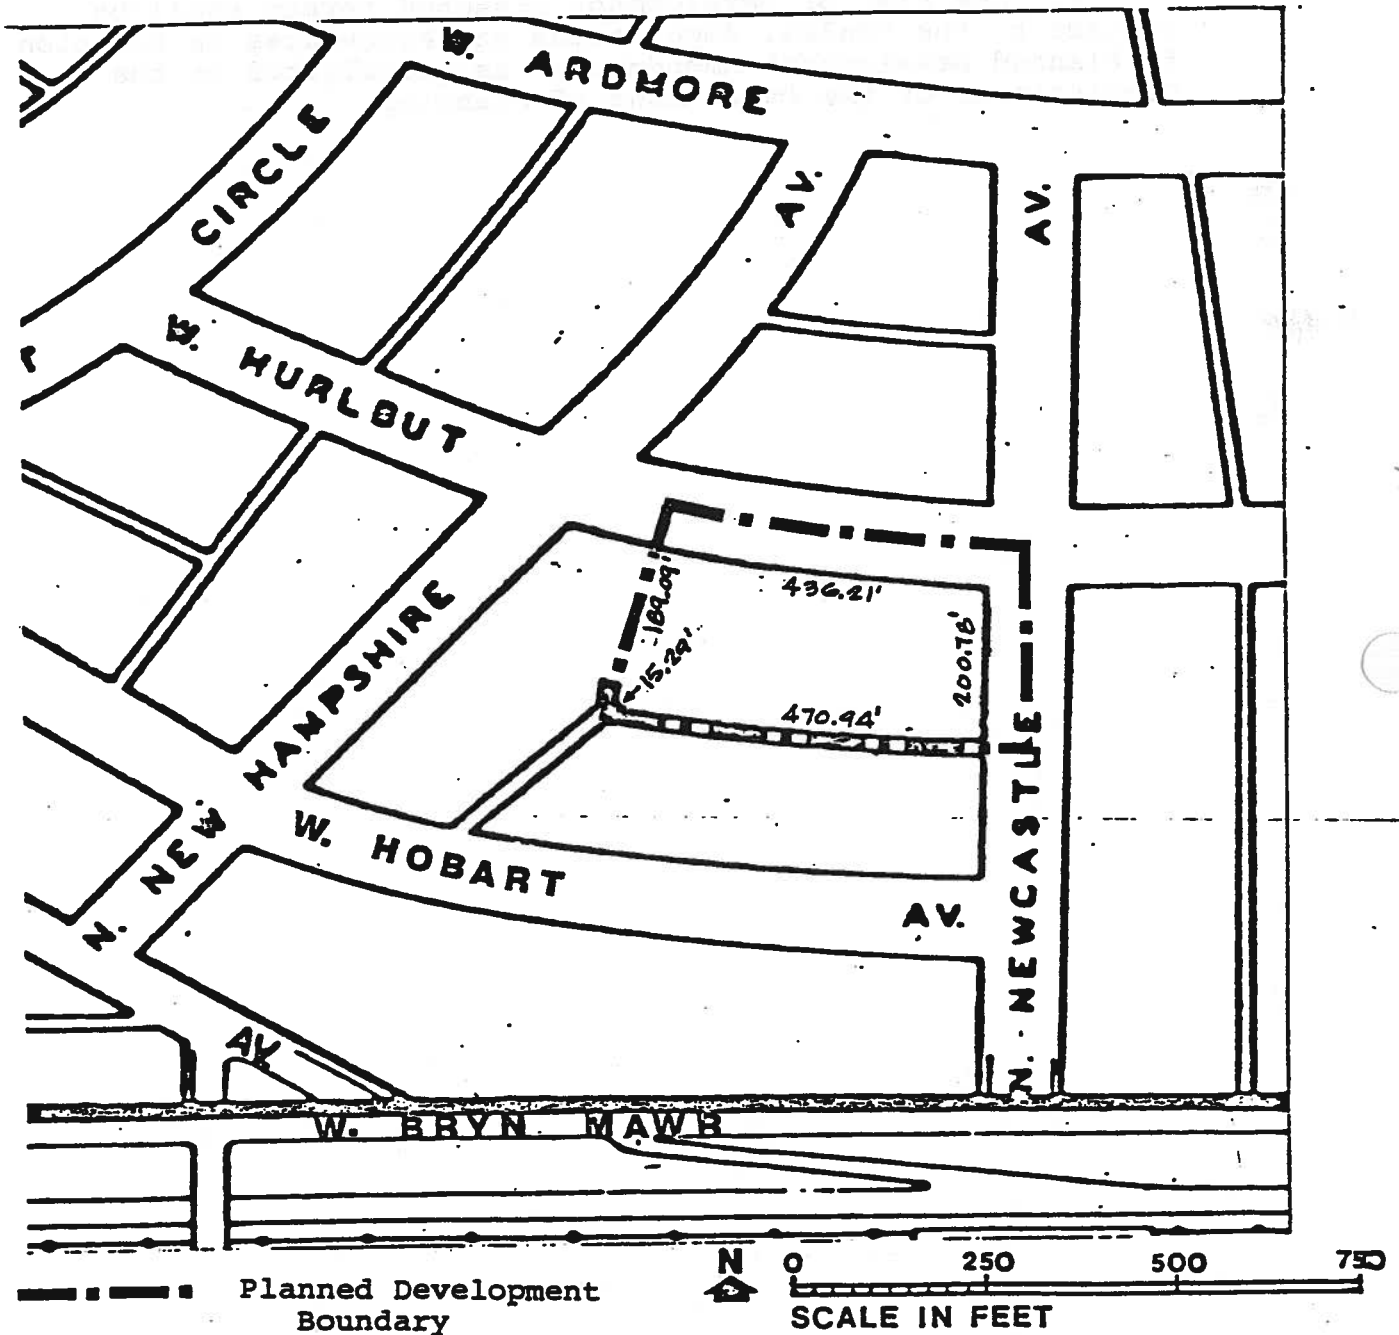 W. ARDMORE
AV.
CIRCLE
AV.
W. HURLBUT
436.21'
189.09'
15.29'
200.78'
470.94'
N. NEW HAMPSHIRE
AV.
W. HOBART
AV.
N. NEWCASTLE
W. BRYN MAWR
N
0 250 500 750
SCALE IN FEET
Planned Development
Boundary